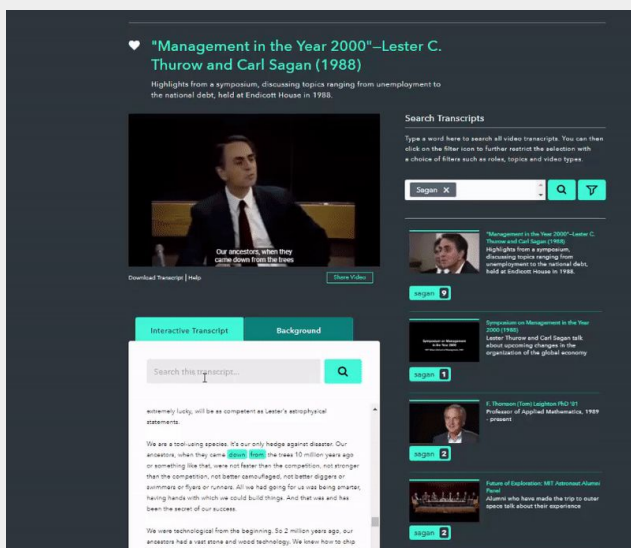 "Management in the Year 2000"—Lester C.
Thurow and Carl Sagan (1988)
Highlights from a symposium, discussing topics ranging from unemployment to
the national debt, held at Endicott House in 1988.
Our ancestors, when they
came down from the trees
Download Transcript | Help
Share Video
Interactive Transcript
Background
Search this transcript...
extremely lucky, will be as competent as Lester's astrophysical
statements.
We are a tool-using species. It's our only hedge against disaster. Our
ancestors, when they came down from the trees 10 million years ago
or something like that, were not faster than the competition, not stronger
than the competition, not better camouflaged, not better diggers or
swimmers or flyers or runners. All we had going for us was being smarter,
having hands with which we could build things. And that was and has
been the secret of our success.
We were technological from the beginning. So 2 million years ago, our
ancestors had a vast stone and wood technology. We knew how to chip
Search Transcripts
Type a word here to search all video transcripts. You can then
click on the filter icon to further restrict the selection with
a choice of filters such as roles, topics and video types.
Sagan X
"Management in the Year 2000"—Lester C.
Thurow and Carl Sagan (1988)
Highlights from a symposium,
discussing topics ranging from
unemployment to the national debt,
held at Endicott House in 1988.
sagan 9
Symposium on Management in the Year
2000 (1988)
Lester Thurow and Carl Sagan talk
about upcoming changes in the
organization of the global economy
sagan 1
F. Thomson (Tom) Leighton PhD '81
Professor of Applied Mathematics, 1989
- present
sagan 2
Future of Exploration: MIT Astronaut Alumni
Panel
Alumni who have made the trip to outer
space talk about their experience
sagan 2